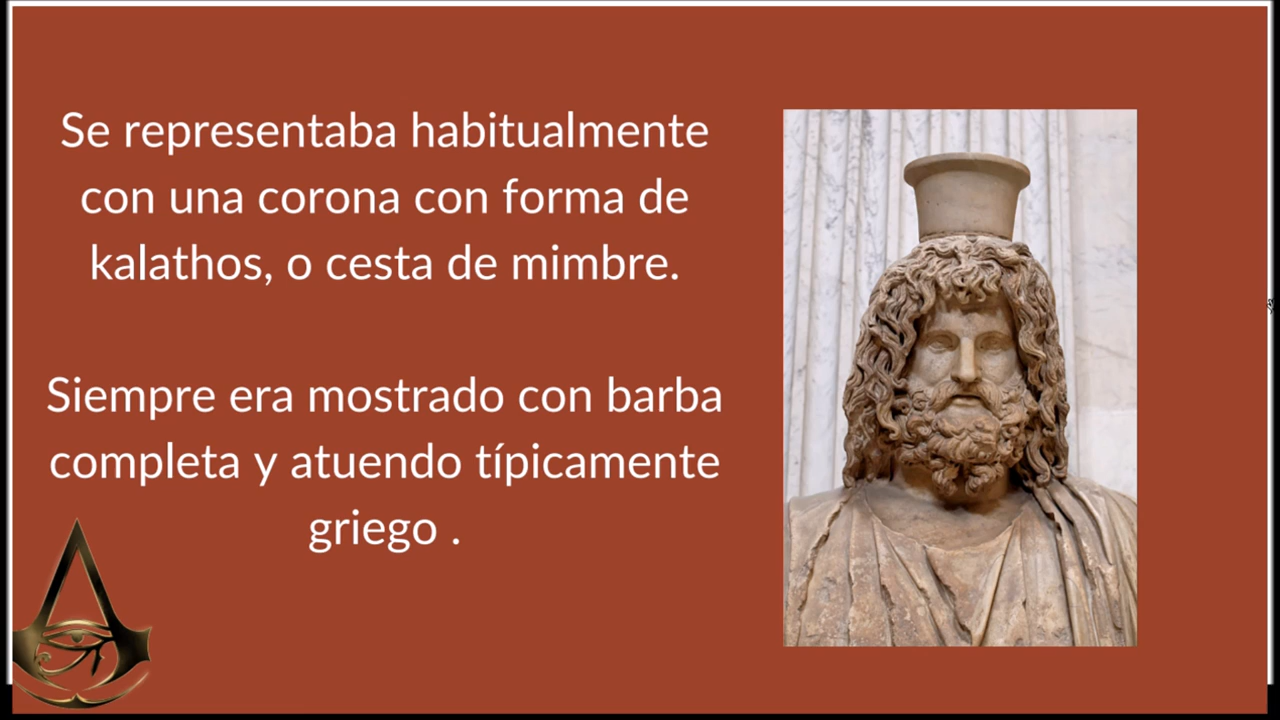 Se representaba habitualmente
con una corona con forma de
kalathos, o cesta de mimbre.
Siempre era mostrado con barba
completa y atuendo típicamente
griego .